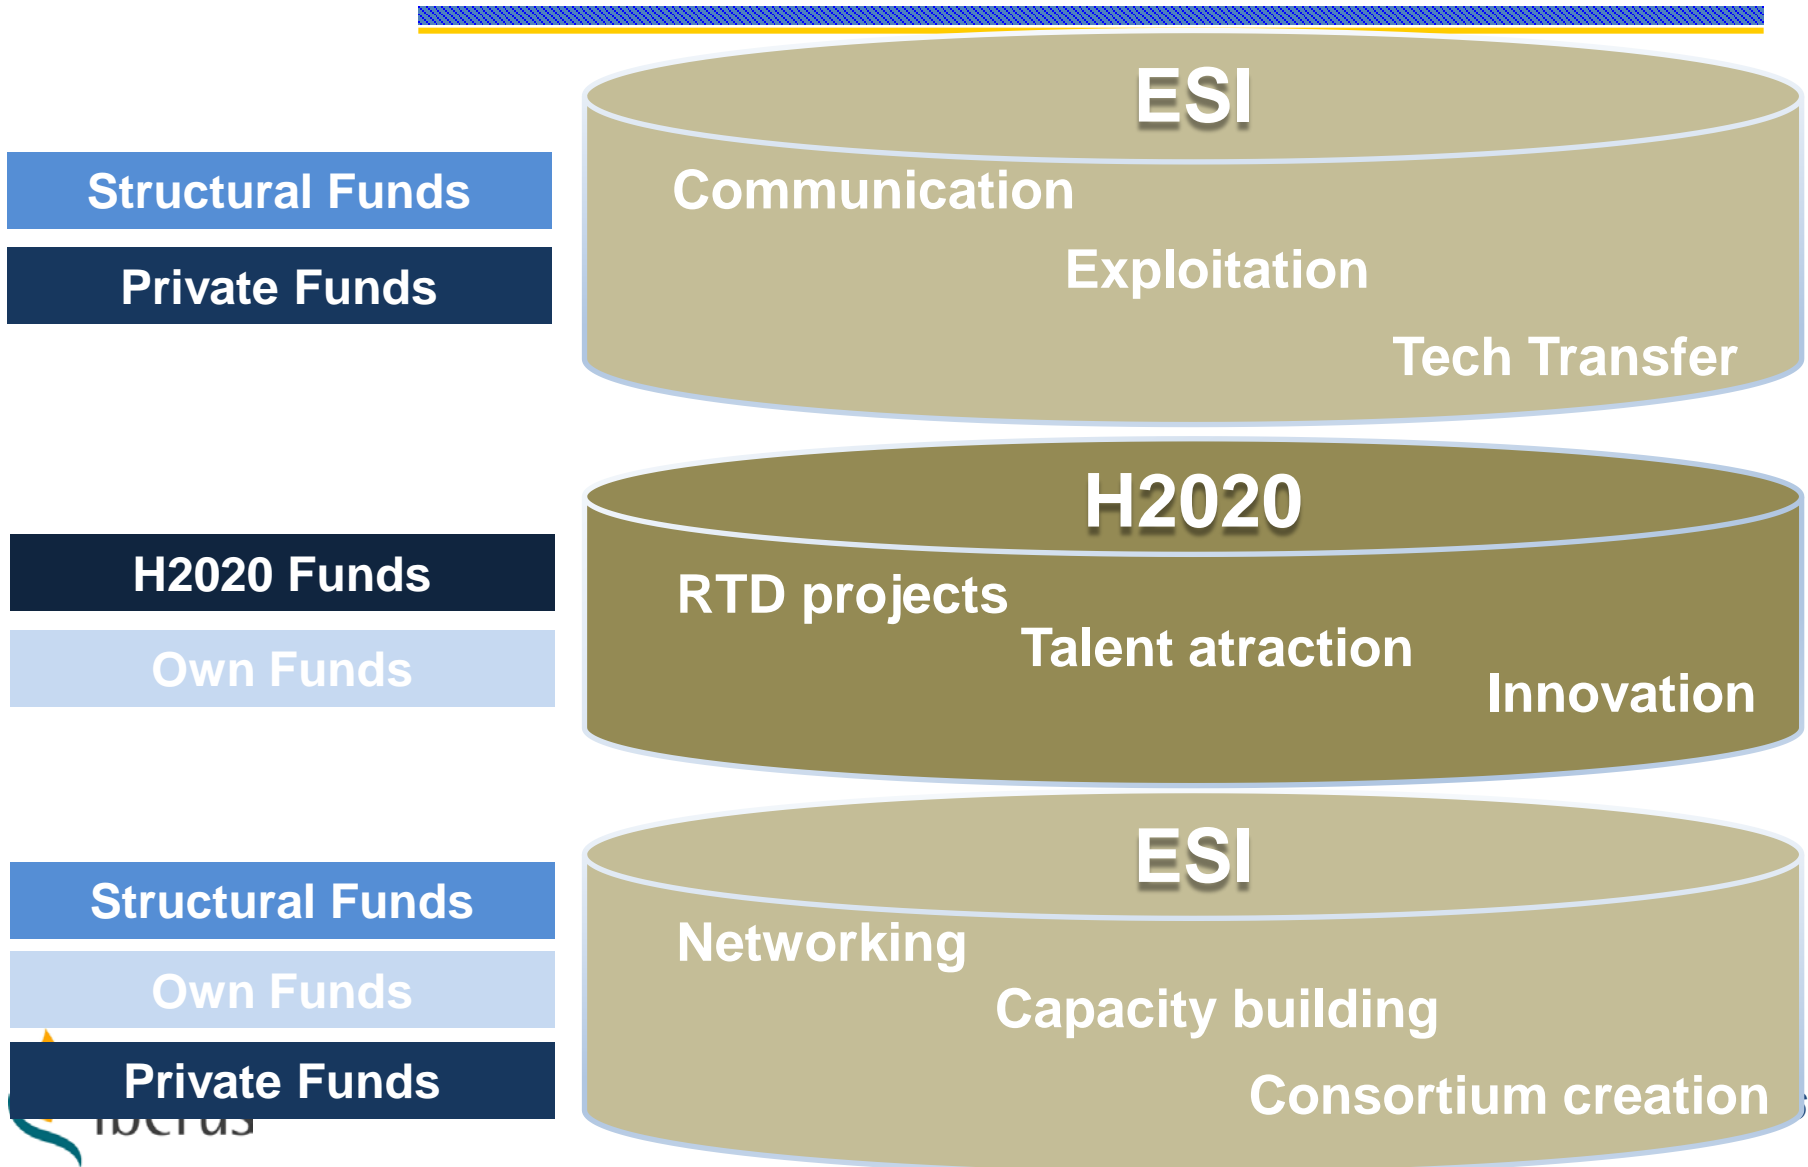 ESI
Structural Funds
Communication
Private Funds
Exploitation
Tech Transfer
H2020
H2020 Funds
RTD projects
Own Funds
Talent atraction
Innovation
ESI
Structural Funds
Networking
Own Funds
Capacity building
Private Funds
Consortium creation